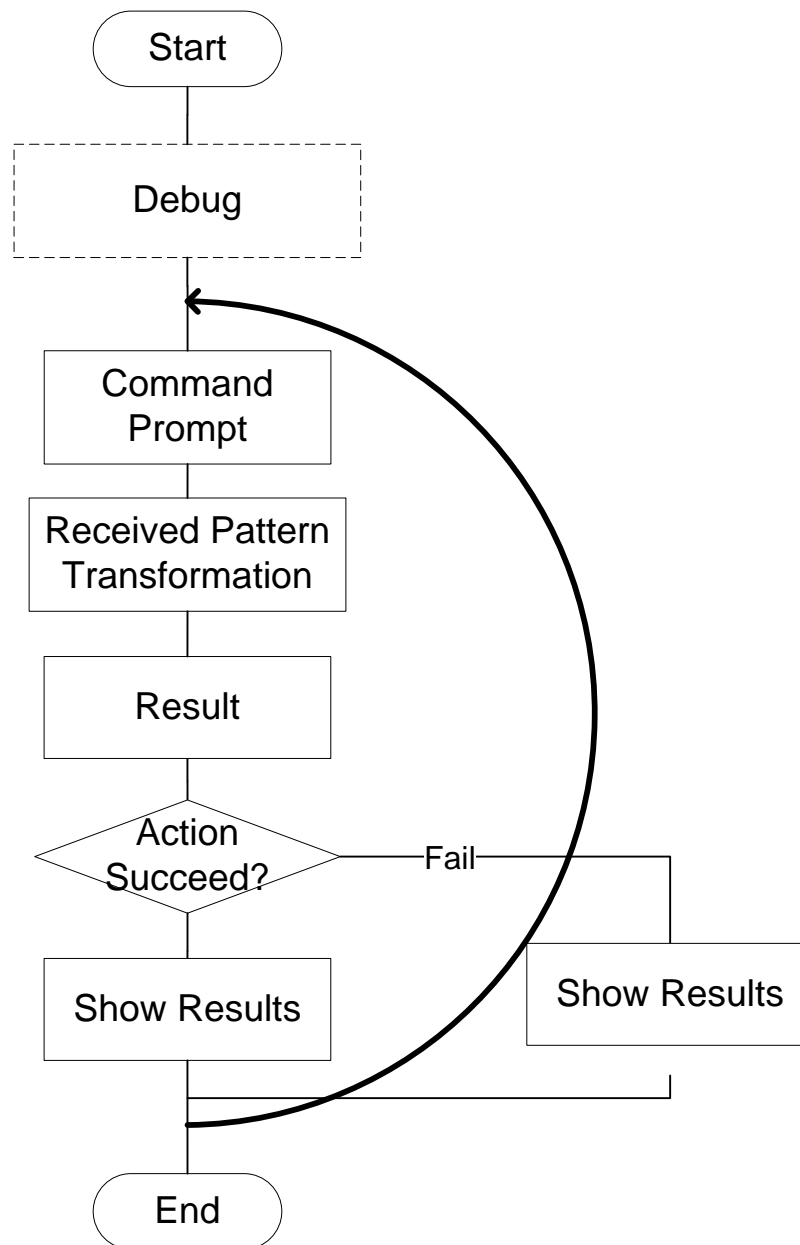 Start
Debug
Command
Prompt
Received Pattern
Transformation
Result
Action
Succeed?
Fail
Show Results
Show Results
End